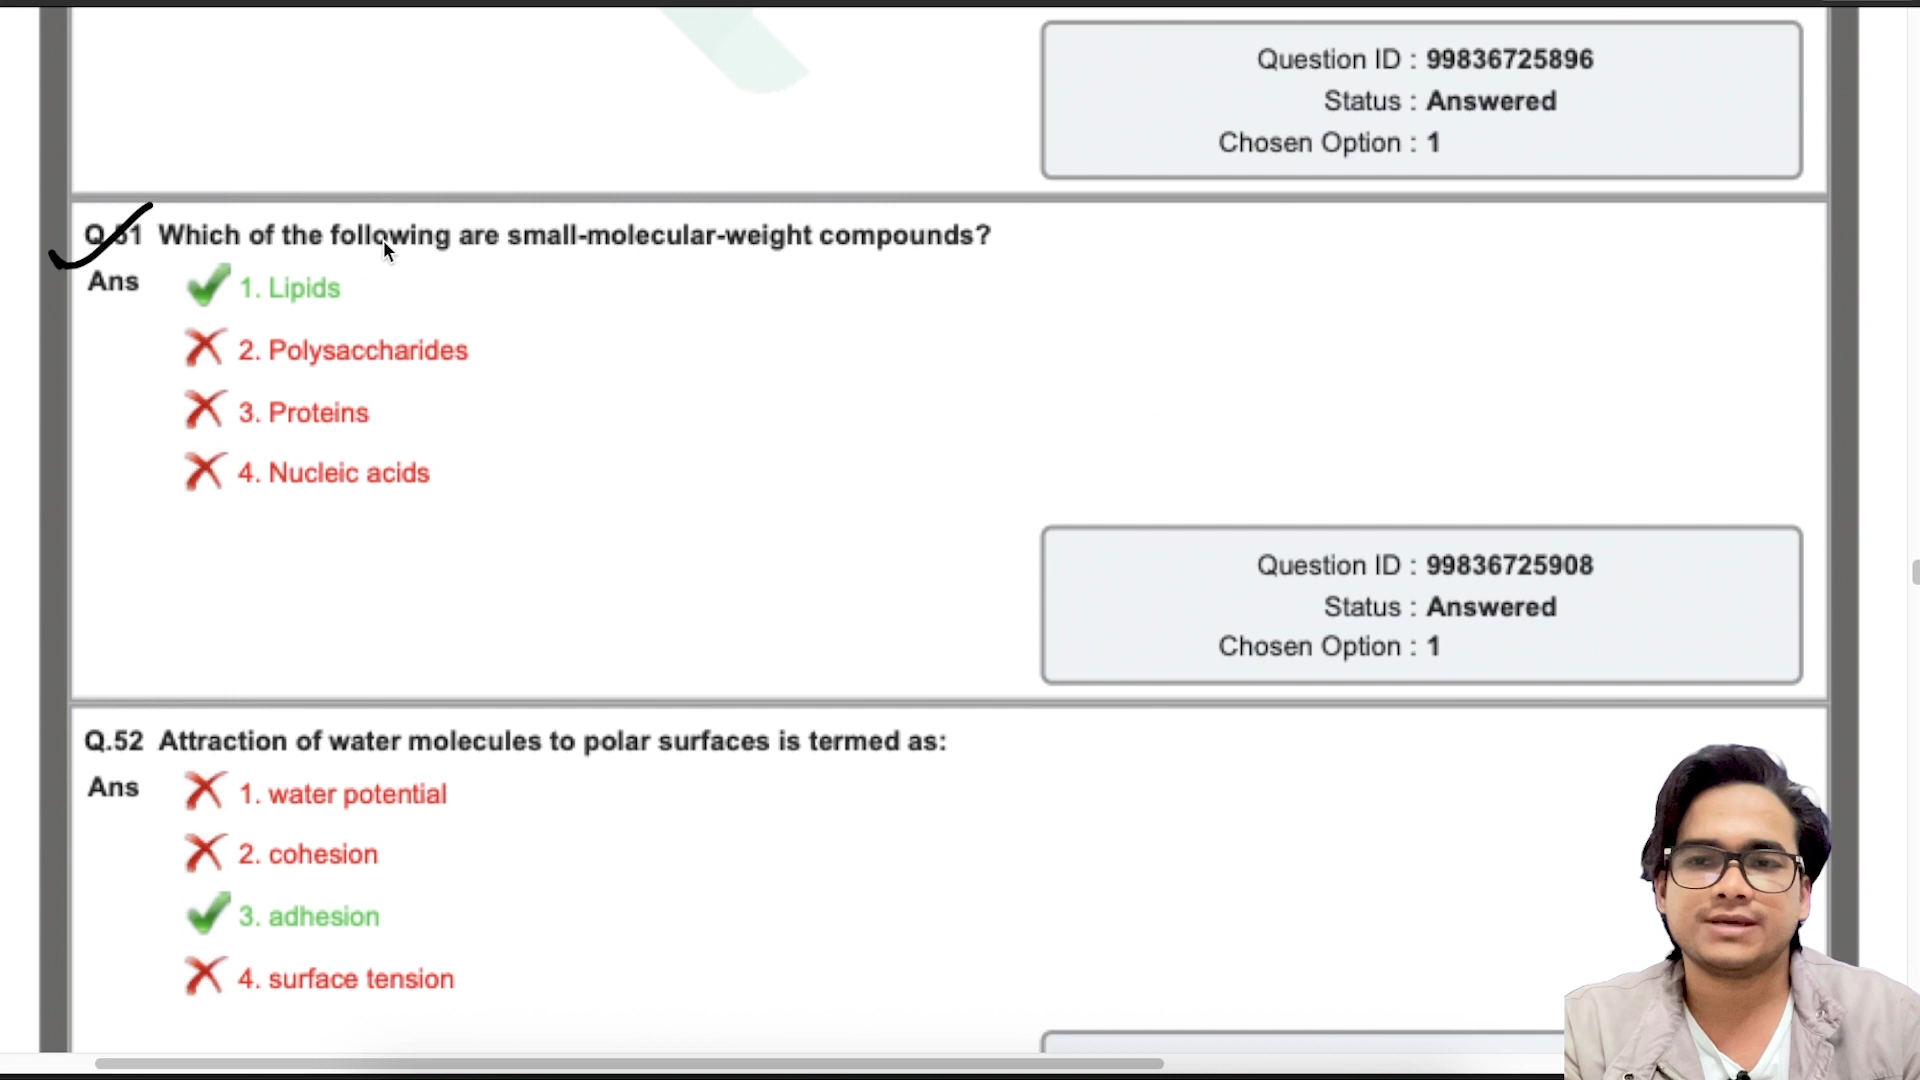 Question ID : 99836725896
Status : Answered
Chosen Option : 1
Q.51 Which of the following are small-molecular-weight compounds?
Ans 1. Lipids
2. Polysaccharides
3. Proteins
4. Nucleic acids
Question ID : 99836725908
Status : Answered
Chosen Option : 1
Q.52 Attraction of water molecules to polar surfaces is termed as:
Ans 1. water potential
2. cohesion
3. adhesion
4. surface tension